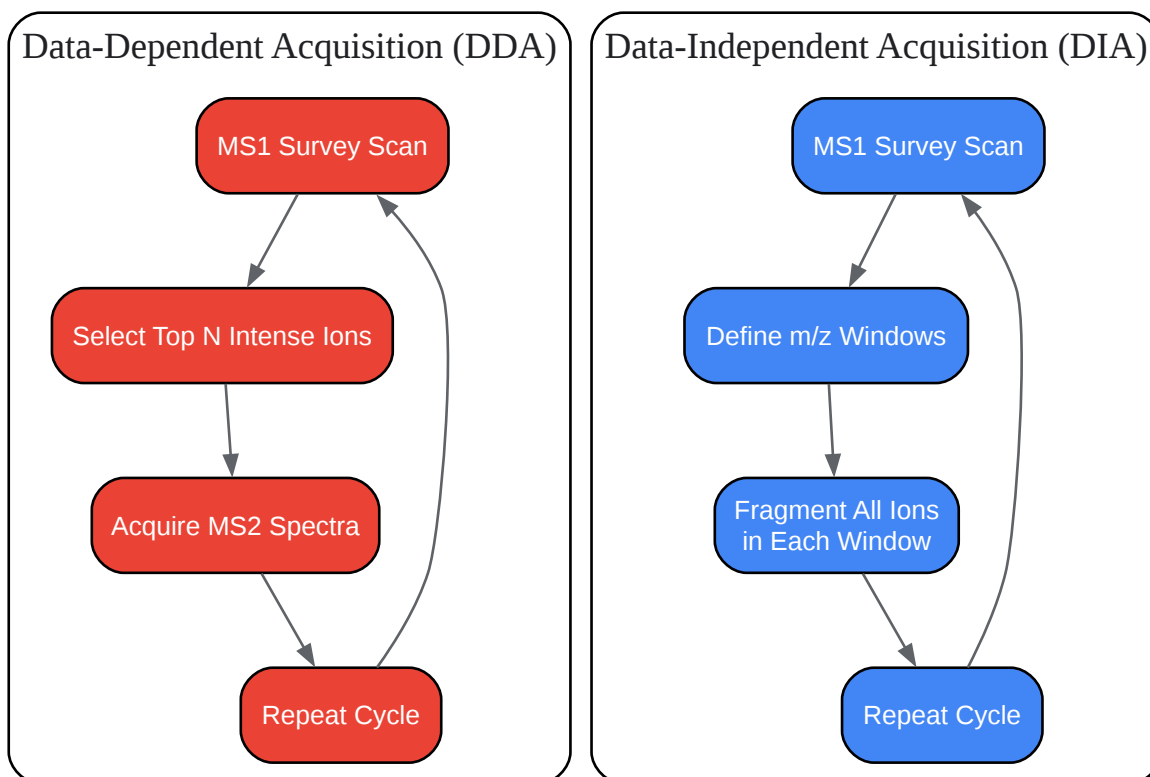 Data-Dependent Acquisition (DDA)
MS1 Survey Scan
Select Top N Intense Ions
Acquire MS2 Spectra
Repeat Cycle
Data-Independent Acquisition (DIA)
MS1 Survey Scan
Define m/z Windows
Fragment All Ions
in Each Window
Repeat Cycle